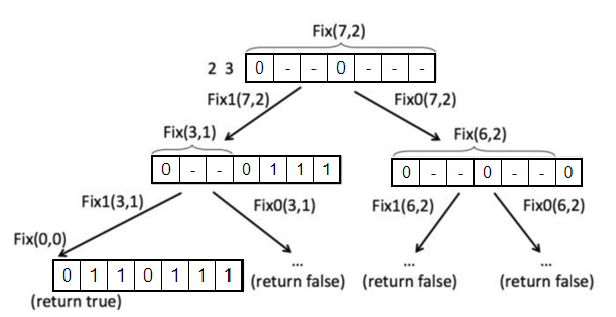 Fix(7,2)
2 3 0 - - 0 - - -
Fix1(7,2) Fix0(7,2)
Fix(3,1) Fix(6,2)
0 - - 0 1 1 1 0 - - 0 - - 0
Fix1(3,1) Fix0(3,1) Fix1(6,2) Fix0(6,2)
Fix(0,0)
... ... ...
0 1 1 0 1 1 1 (return false) (return false) (return false)
(return true)